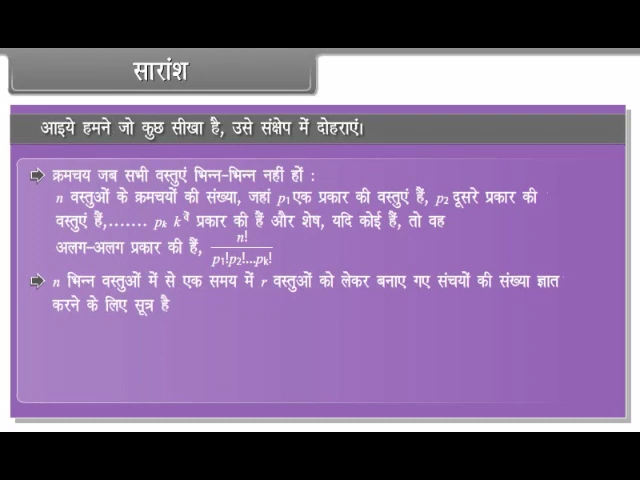 सारांश
आइये हमने जो कुछ सीखा है, उसे संक्षेप में दोहराएं।
क्रमचय जब सभी वस्तुएं भिन्न-भिन्न नहीं हों :
n वस्तुओं के क्रमचयों की संख्या, जहां p₁ एक प्रकार की वस्तुएं हैं, p₂ दूसरे प्रकार की
वस्तुएं हैं,....... pₖ k वें प्रकार की हैं और शेष, यदि कोई हैं, तो वह
अलग-अलग प्रकार की हैं, n!/p₁!p₂!...pₖ!
n भिन्न वस्तुओं में से एक समय में r वस्तुओं को लेकर बनाए गए संचयों की संख्या ज्ञात
करने के लिए सूत्र है